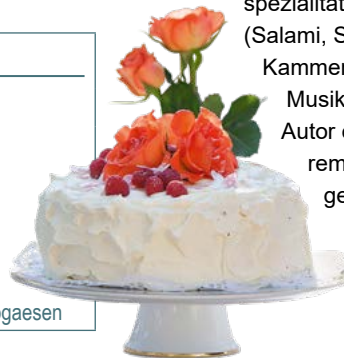 spezialität
(Salami, S
Kammer
Musik
Autor
rem
ge
gaesen